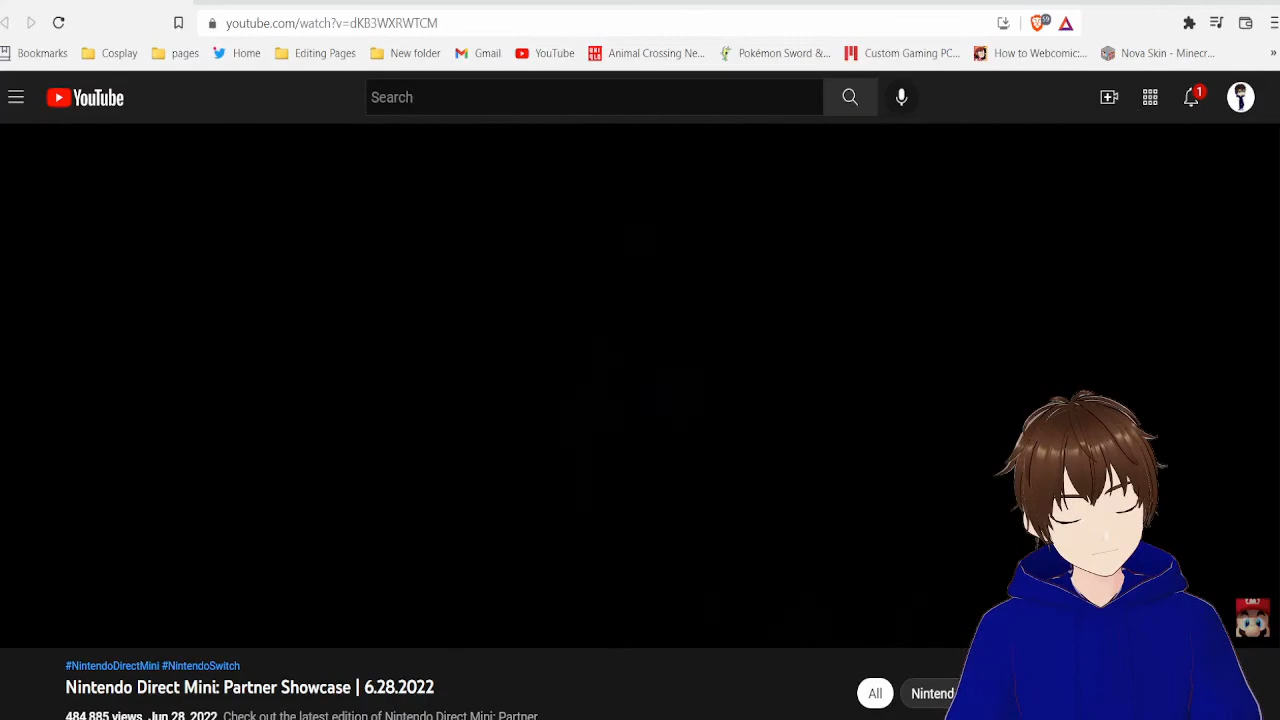 youtube.com/watch?v=dKB3WXRWTCM
59
Bookmarks Cosplay pages Home Editing Pages New folder Gmail YouTube Animal Crossing Ne... Pokémon Sword &... Custom Gaming PC... How to Webcomic:... Nova Skin - Minecr... »
YouTube Search 1
#NintendoDirectMini #NintendoSwitch
Nintendo Direct Mini: Partner Showcase | 6.28.2022
All Nintend
484,885 views Jun 28, 2022 Check out the latest edition of Nintendo Direct Mini: Partner